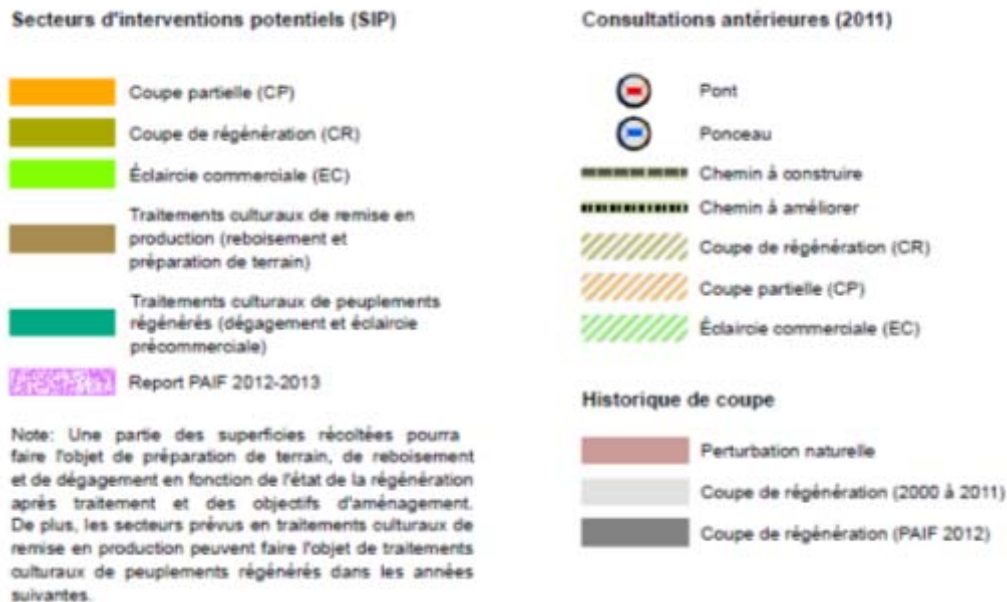 Secteurs d'interventions potentiels (SIP)
Coupe partielle (CP)
Coupe de régénération (CR)
Éclaircie commerciale (EC)
Traitements culturaux de remise en
production (reboisement et
préparation de terrain)
Traitements culturaux de peuplements
régénérés (dégagement et éclaircie
précommerciale)
Report PAIF 2012-2013
Note: Une partie des superficies récoltées pourra
faire l'objet de préparation de terrain, de reboisement
et de dégagement en fonction de l'état de la régénération
après traitement et des objectifs d'aménagement.
De plus, les secteurs prévus en traitements culturaux de
remise en production peuvent faire l'objet de traitements
culturaux de peuplements régénérés dans les années
suivantes.
Consultations antérieures (2011)
Pont
Ponceau
Chemin à construire
Chemin à améliorer
Coupe de régénération (CR)
Coupe partielle (CP)
Éclaircie commerciale (EC)
Historique de coupe
Perturbation naturelle
Coupe de régénération (2000 à 2011)
Coupe de régénération (PAIF 2012)